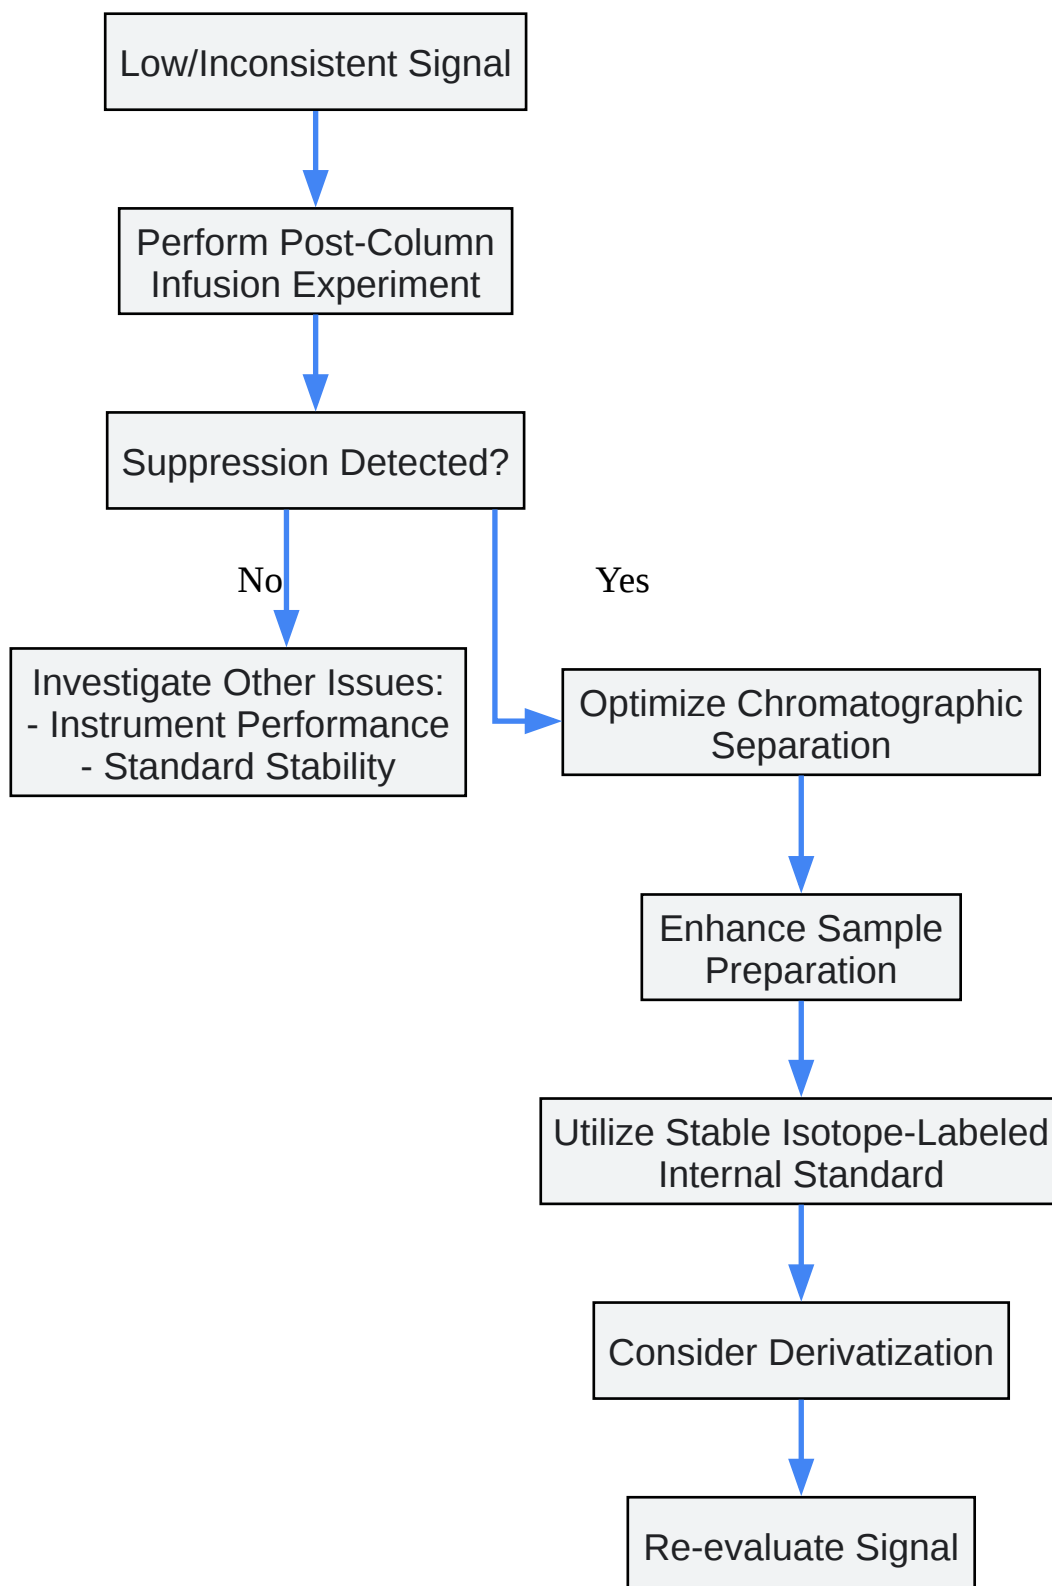 Low/Inconsistent Signal
Perform Post-Column
Infusion Experiment
Suppression Detected?
No
Yes
Investigate Other Issues:
- Instrument Performance
- Standard Stability
Optimize Chromatographic
Separation
Enhance Sample
Preparation
Utilize Stable Isotope-Labeled
Internal Standard
Consider Derivatization
Re-evaluate Signal